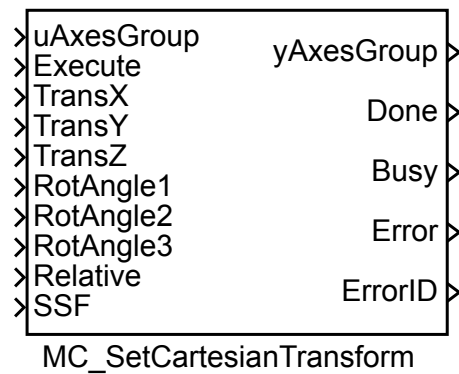 uAxesGroup
Execute
TransX
TransY
TransZ
RotAngle1
RotAngle2
RotAngle3
Relative
SSF
yAxesGroup
Done
Busy
Error
ErrorID
MC_SetCartesianTransform